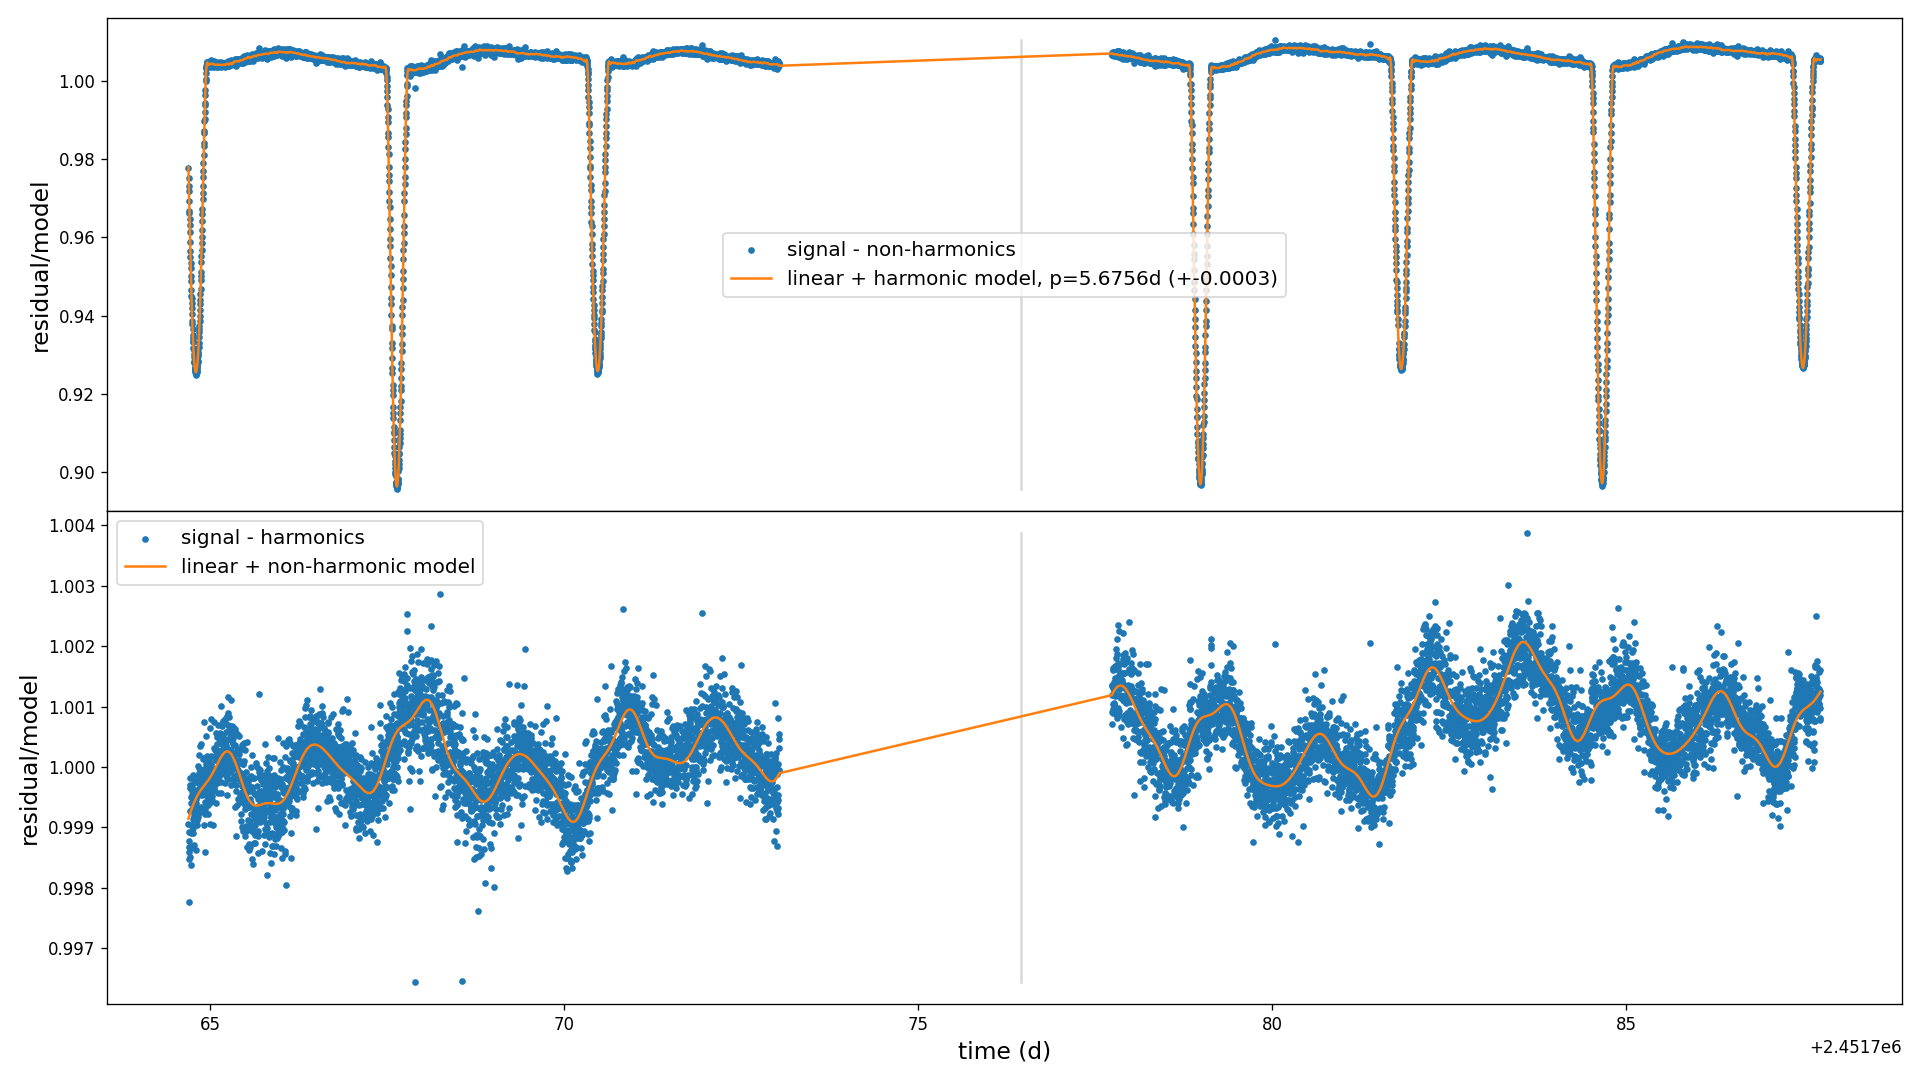 1.00
0.98
0.96
0.94
0.92
0.90
residual/model
signal - non-harmonics
linear + harmonic model, p=5.6756d (+-0.0003)
1.004
1.003
1.002
1.001
1.000
0.999
0.998
0.997
residual/model
signal - harmonics
linear + non-harmonic model
65
70
75
80
85
time (d)
+2.4517e6